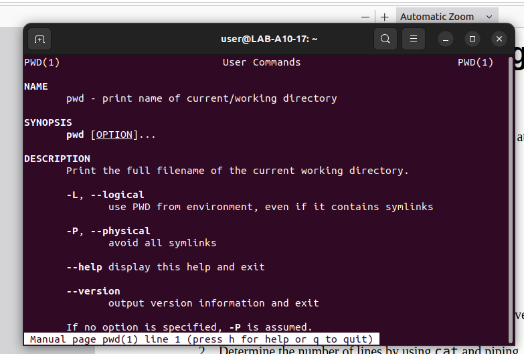 Automatic Zoom
user@LAB-A10-17: ~
PWD(1) User Commands PWD(1)
NAME
pwd - print name of current/working directory
SYNOPSIS
pwd [OPTION]...
DESCRIPTION
Print the full filename of the current working directory.
-L, --logical
use PWD from environment, even if it contains symlinks
-P, --physical
avoid all symlinks
--help display this help and exit
--version
output version information and exit
If no option is specified, -P is assumed.
Manual page pwd(1) line 1 (press h for help or q to quit)
2. Determine the number of lines by using cat and piping